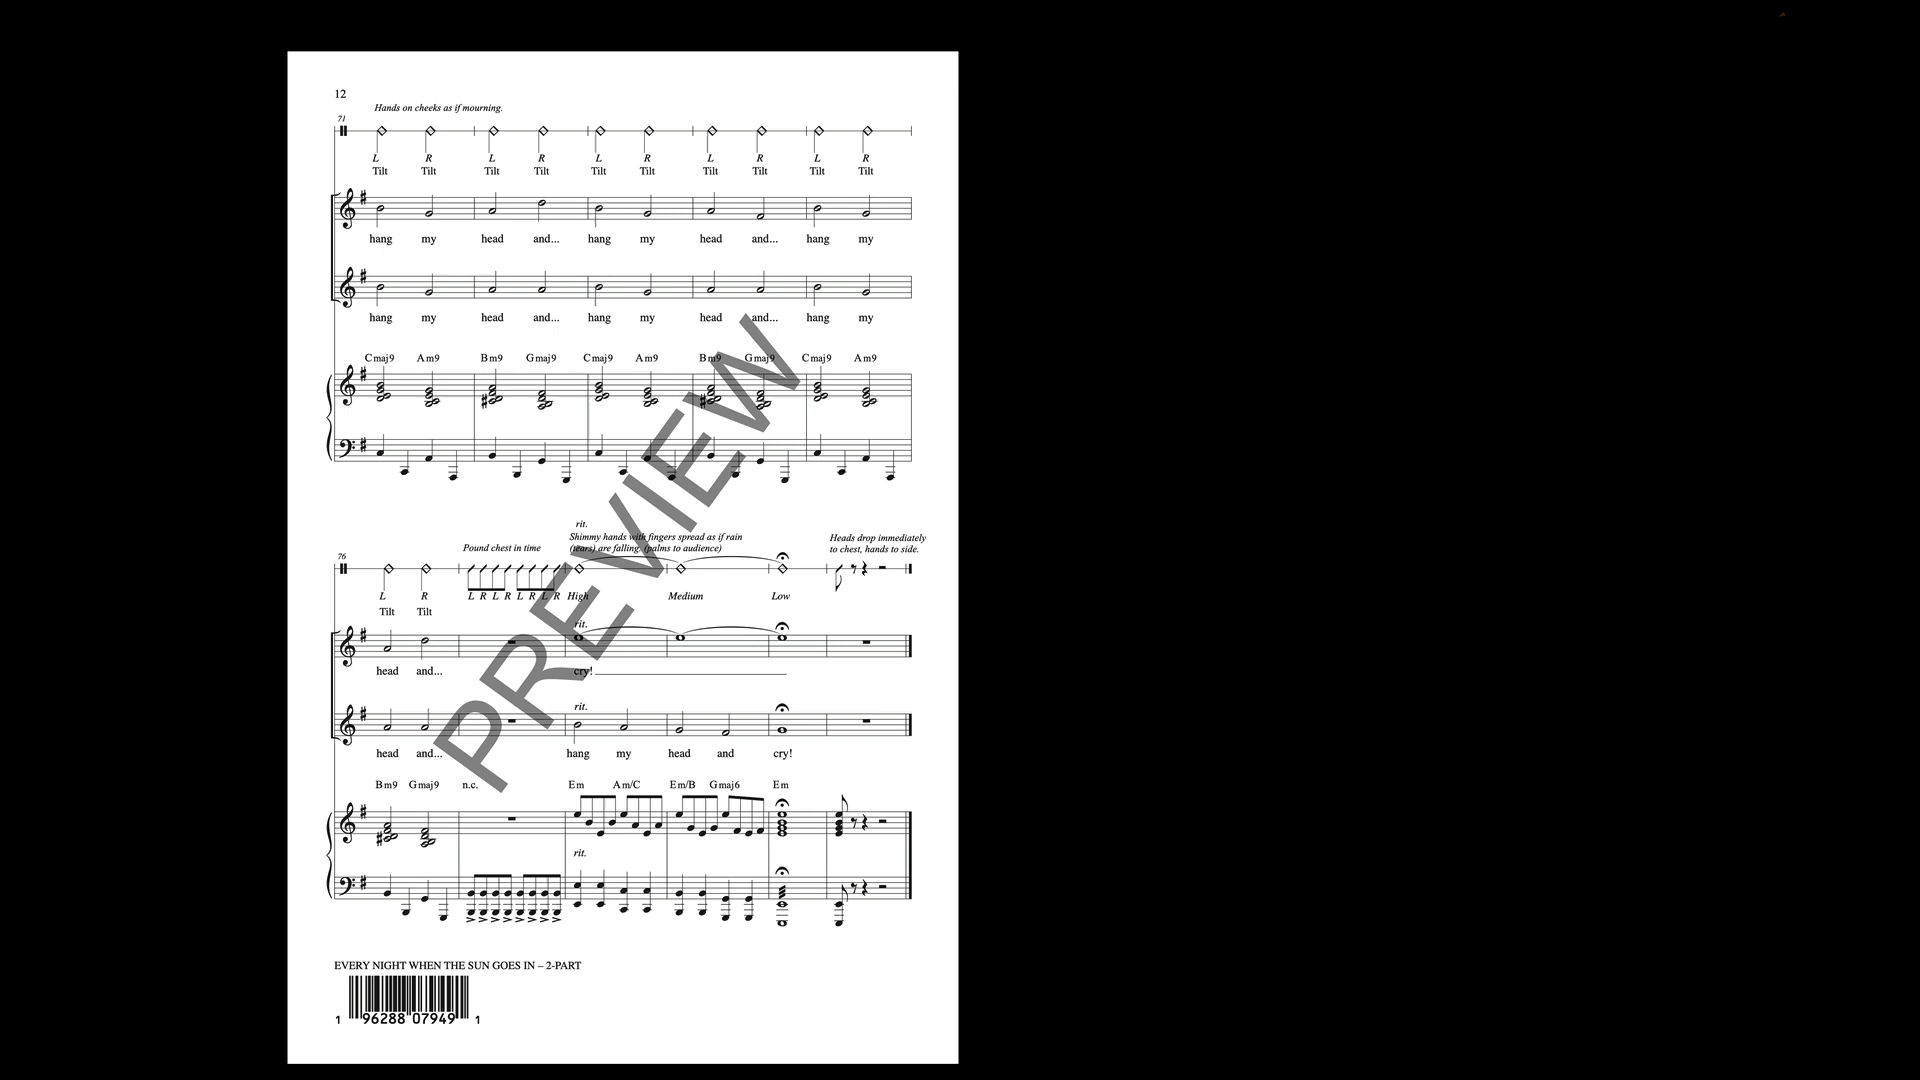 12
Hands on cheeks as if mourning.
71
L R L R L R L R L R
Tilt Tilt Tilt Tilt Tilt Tilt Tilt Tilt Tilt Tilt
hang my head and... hang my head and... hang my
hang my head and... hang my head and... hang my
Cmaj9 Am9 Bm9 Gmaj9 Cmaj9 Am9 Bm9 Gmaj9 Cmaj9 Am9
rit.
Shimmy hands with fingers spread as if rain
(tears) are falling. (palms to audience)
Heads drop immediately
to chest, hands to side.
Pound chest in time
76
L R L R L R L R L R High Medium Low
Tilt Tilt
rit.
head and... cry!
rit.
head and... hang my head and cry!
Bm9 Gmaj9 n.c. Em Am/C Em/B Gmaj6 Em
rit.
PREVIEW
EVERY NIGHT WHEN THE SUN GOES IN – 2-PART
1 96288 07949 1